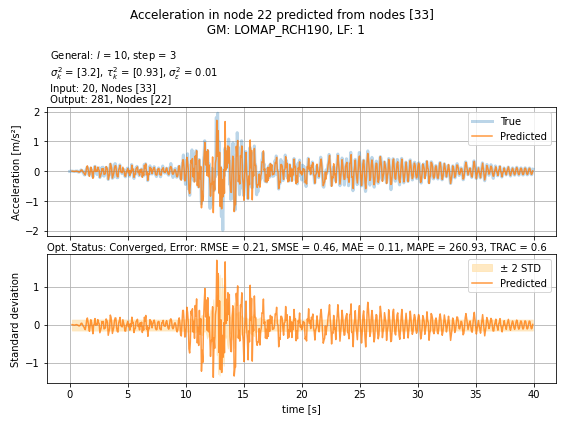 Acceleration in node 22 predicted from nodes [33]
GM: LOMAP_RCH190, LF: 1
General: l = 10, step = 3
σ²ₖ = [3.2], τ²ₖ = [0.93], σ²ε = 0.01
Input: 20, Nodes [33]
Output: 281, Nodes [22]
Acceleration [m/s²]
2
1
0
−1
−2
True
Predicted
Opt. Status: Converged, Error: RMSE = 0.21, SMSE = 0.46, MAE = 0.11, MAPE = 260.93, TRAC = 0.6
Standard deviation
1
0
−1
± 2 STD
Predicted
0 5 10 15 20 25 30 35 40
time [s]